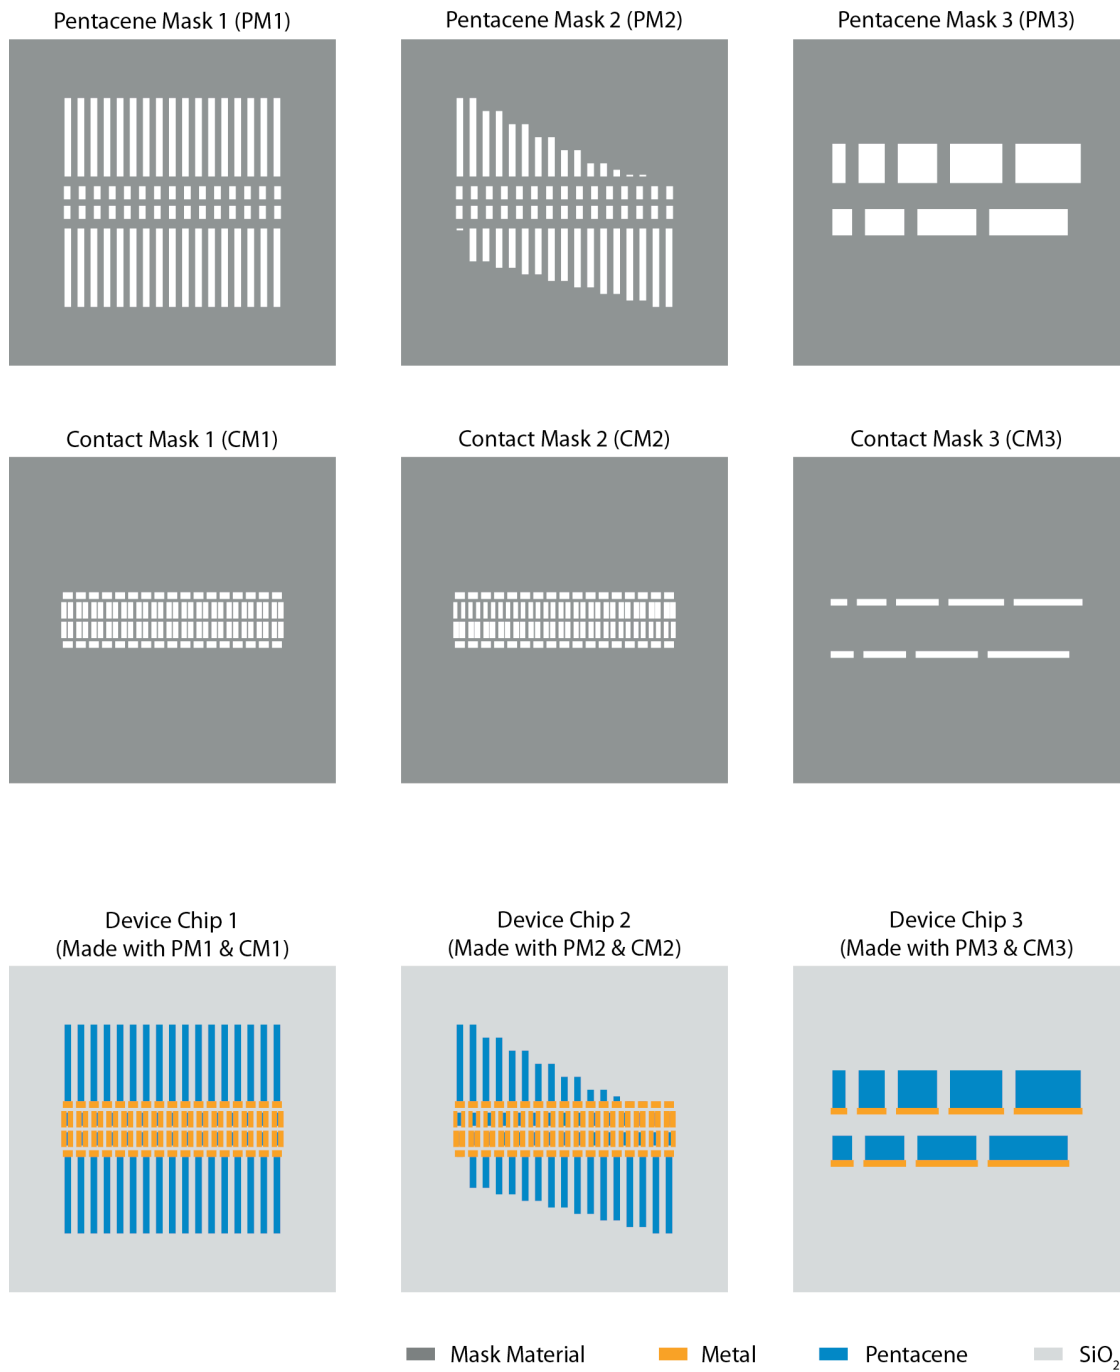 Pentacene Mask 1 (PM1)
Pentacene Mask 2 (PM2)
Pentacene Mask 3 (PM3)
Contact Mask 1 (CM1)
Contact Mask 2 (CM2)
Contact Mask 3 (CM3)
Device Chip 1
(Made with PM1 & CM1)
Device Chip 2
(Made with PM2 & CM2)
Device Chip 3
(Made with PM3 & CM3)
Mask Material
Metal
Pentacene
SiO₂